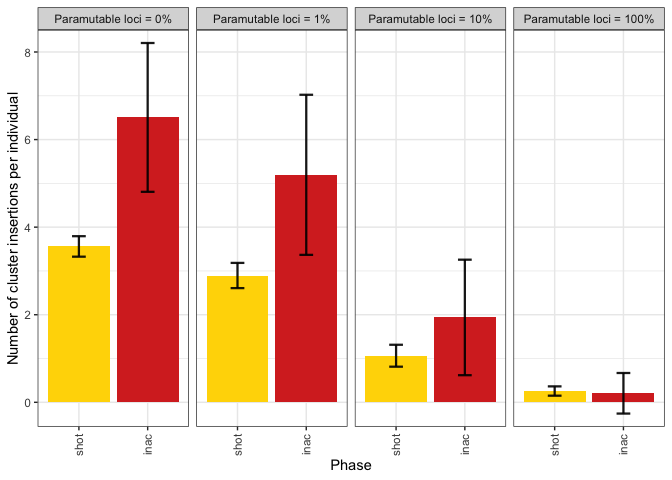 Paramutable loci = 0%
Paramutable loci = 1%
Paramutable loci = 10%
Paramutable loci = 100%
Number of cluster insertions per individual
8
6
4
2
0
shot
inac
shot
inac
shot
inac
shot
inac
Phase